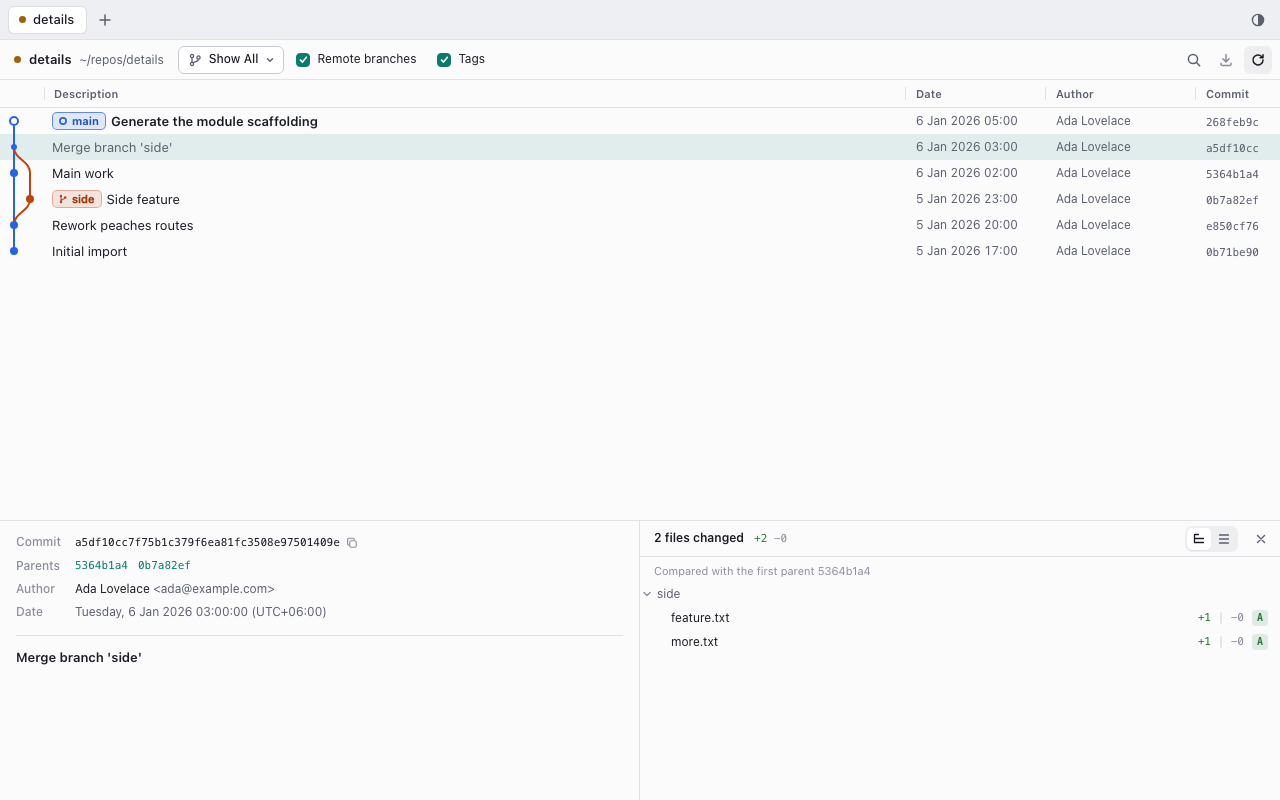 details
details ~/repos/details Show All Remote branches Tags
Description Date Author Commit
main Generate the module scaffolding 6 Jan 2026 05:00 Ada Lovelace 268feb9c
Merge branch 'side' 6 Jan 2026 03:00 Ada Lovelace a5df10cc
Main work 6 Jan 2026 02:00 Ada Lovelace 5364b1a4
side Side feature 5 Jan 2026 23:00 Ada Lovelace 0b7a82ef
Rework peaches routes 5 Jan 2026 20:00 Ada Lovelace e850cf76
Initial import 5 Jan 2026 17:00 Ada Lovelace 0b71be90
Commit a5df10cc7f75b1c379f6ea81fc3508e97501409e
Parents 5364b1a4 0b7a82ef
Author Ada Lovelace <ada@example.com>
Date Tuesday, 6 Jan 2026 03:00:00 (UTC+06:00)
Merge branch 'side'
2 files changed +2 −0
Compared with the first parent 5364b1a4
side
feature.txt +1 | −0 A
more.txt +1 | −0 A